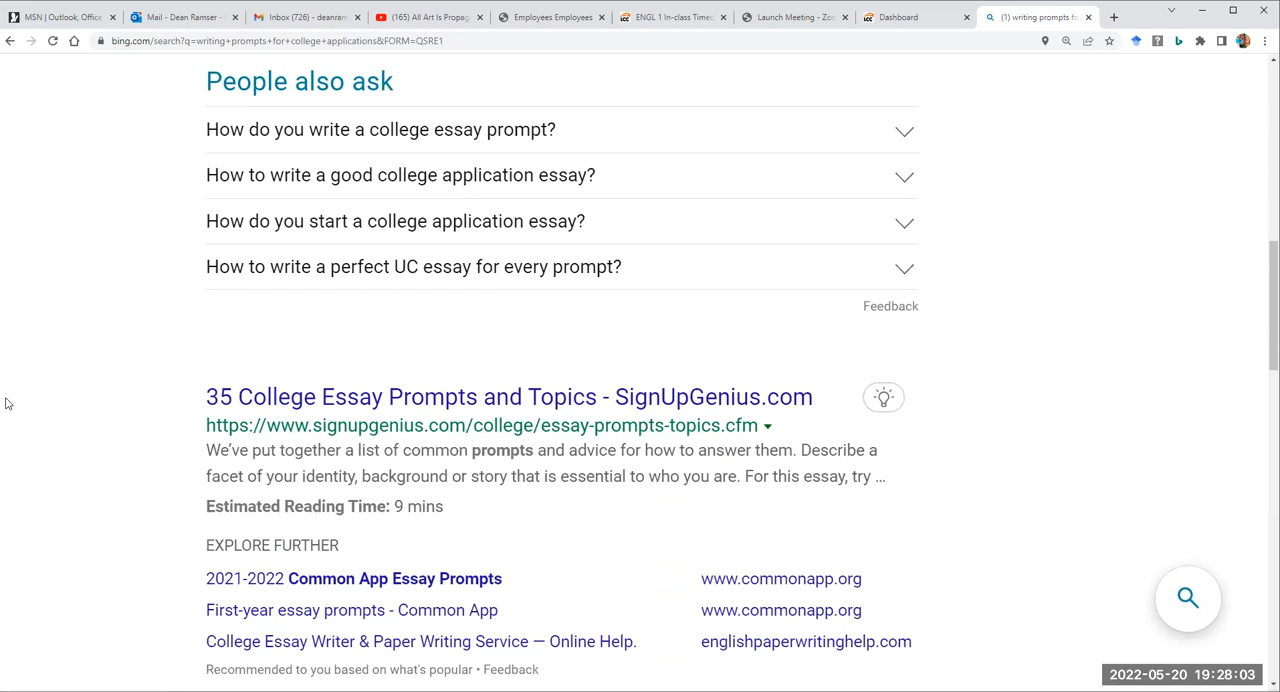 MSN | Outlook, Office
Mail - Dean Ramser -
Inbox (726) - deanram
(165) All Art Is Propag
Employees Employees
ENGL 1 In-class Time
Launch Meeting - Zoo
Dashboard
(1) writing prompts fo
bing.com/search?q=writing+prompts+for+college+applications&FORM=QSRE1
People also ask
How do you write a college essay prompt?
How to write a good college application essay?
How do you start a college application essay?
How to write a perfect UC essay for every prompt?
Feedback
35 College Essay Prompts and Topics - SignUpGenius.com
https://www.signupgenius.com/college/essay-prompts-topics.cfm
We've put together a list of common prompts and advice for how to answer them. Describe a
facet of your identity, background or story that is essential to who you are. For this essay, try ...
Estimated Reading Time: 9 mins
EXPLORE FURTHER
2021-2022 Common App Essay Prompts www.commonapp.org
First-year essay prompts - Common App www.commonapp.org
College Essay Writer & Paper Writing Service — Online Help. englishpaperwritinghelp.com
Recommended to you based on what's popular • Feedback
2022-05-20 19:28:03